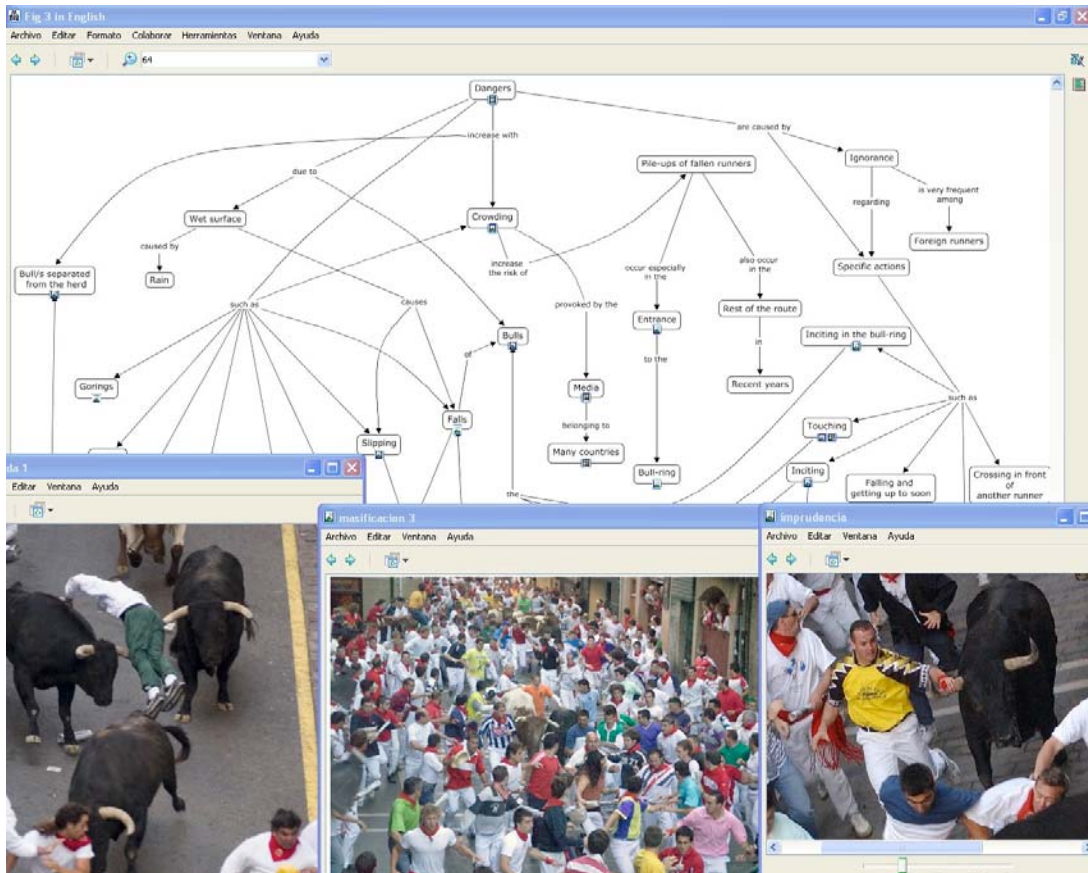 Fig 3 in English
Archivo Editar Formato Colaborar Herramientas Ventana Ayuda
64
Dangers
increase with
are caused by
due to
Pile-ups of fallen runners
Ignorance
regarding
is very frequent
among
Wet surface
Crowding
caused by
Foreign runners
Bull/s separated
from the herd
Rain
increase
the risk of
occur especially
in the
also occur
in the
Specific actions
such as
causes
provoked by the
Entrance
Rest of the route
Bulls
Inciting in the bull-ring
of
to the
in
Gorings
Media
Recent years
Falls
such as
Slipping
belonging to
Touching
Many countries
Bull-ring
Inciting
Falling and
getting up to soon
Crossing in front
of
another runner
the
da 1
Editar Ventana Ayuda
masificacion 3
Archivo Editar Ventana Ayuda
imprudencia
Archivo Editar Ventana Ayuda